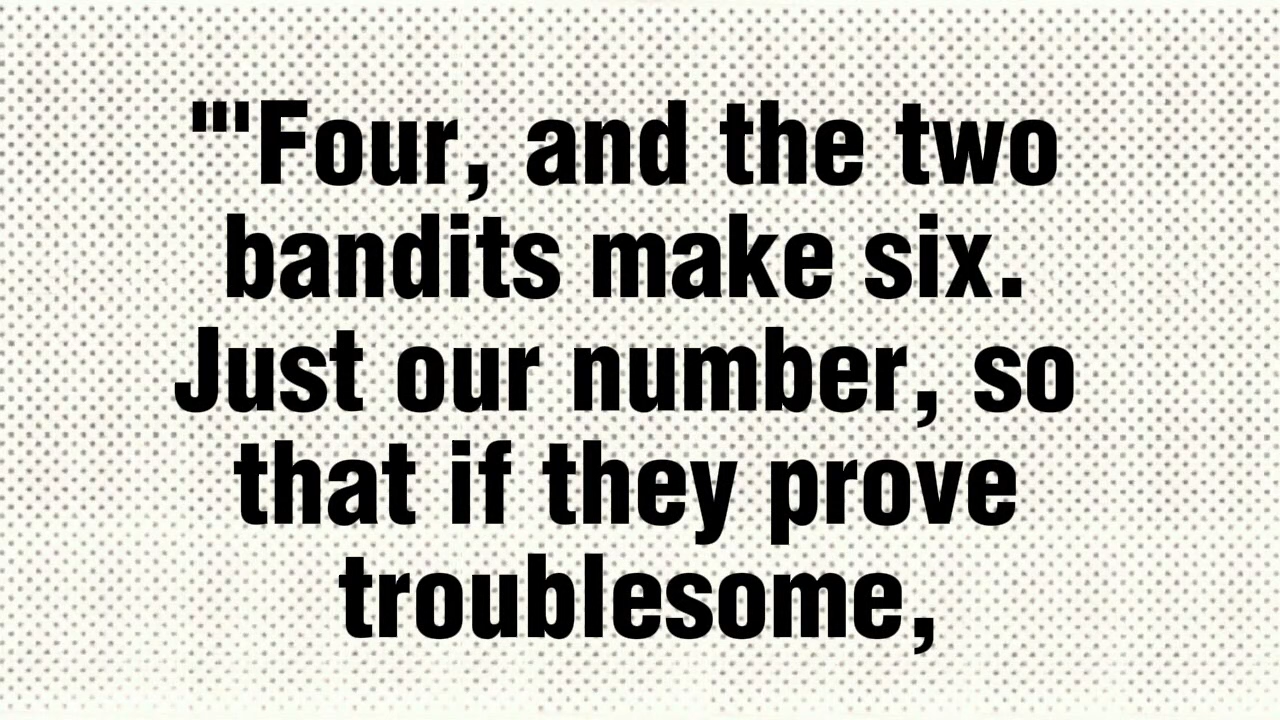 "'Four, and the two
bandits make six.
Just our number, so
that if they prove
troublesome,